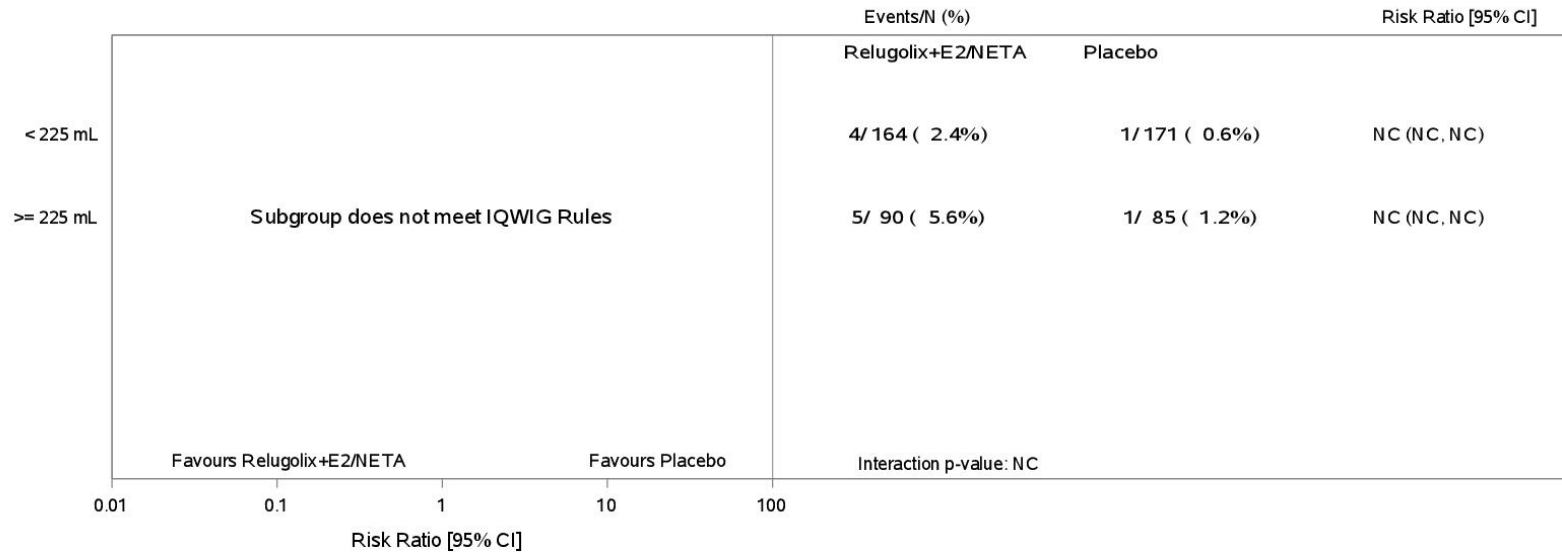 Events/N (%) Risk Ratio [95% CI]
Relugolix+E2/NETA Placebo
< 225 mL 4/ 164 ( 2.4%) 1/ 171 ( 0.6%) NC (NC, NC)
>= 225 mL Subgroup does not meet IQWIG Rules 5/ 90 ( 5.6%) 1/ 85 ( 1.2%) NC (NC, NC)
Favours Relugolix+E2/NETA Favours Placebo Interaction p-value: NC
0.01 0.1 1 10 100
Risk Ratio [95% CI]